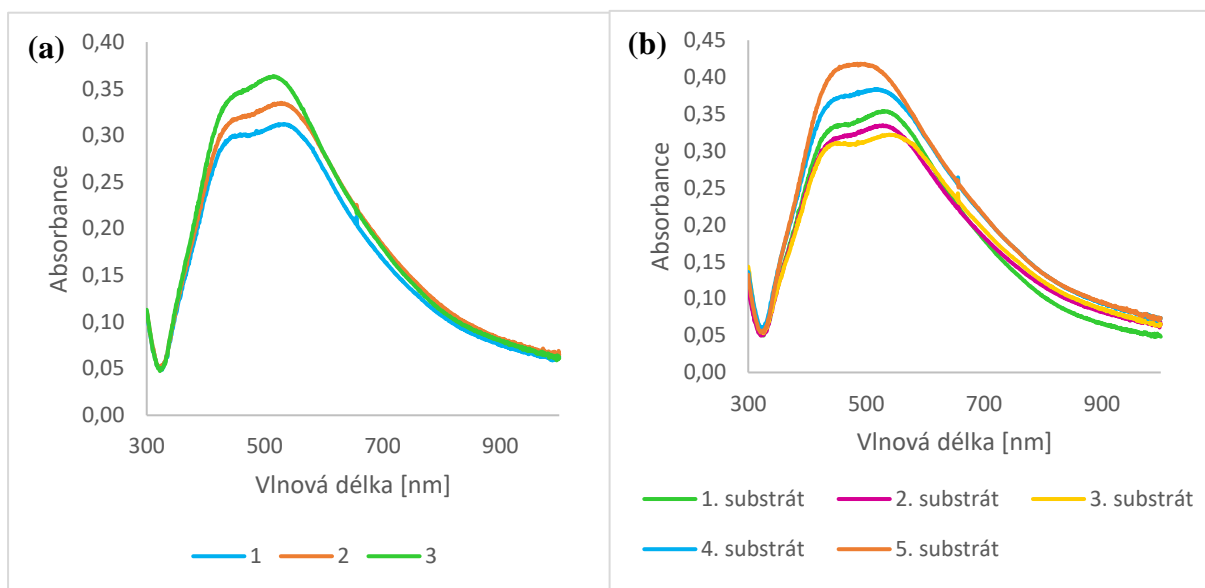 (a)
0,40
0,35
0,30
0,25
0,20
0,15
0,10
0,05
0,00
Absorbance
300 500 700 900
Vlnová délka [nm]
1 2 3
(b)
0,45
0,40
0,35
0,30
0,25
0,20
0,15
0,10
0,05
0,00
Absorbance
300 500 700 900
Vlnová délka [nm]
1. substrát 2. substrát 3. substrát
4. substrát 5. substrát